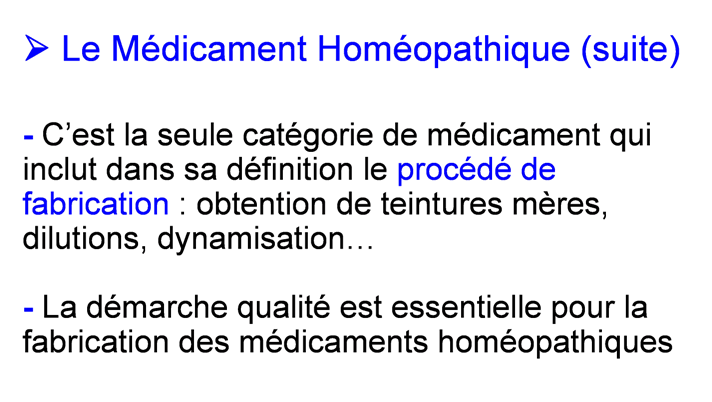 ➢ Le Médicament Homéopathique (suite)
- C’est la seule catégorie de médicament qui
inclut dans sa définition le procédé de
fabrication : obtention de teintures mères,
dilutions, dynamisation…
- La démarche qualité est essentielle pour la
fabrication des médicaments homéopathiques